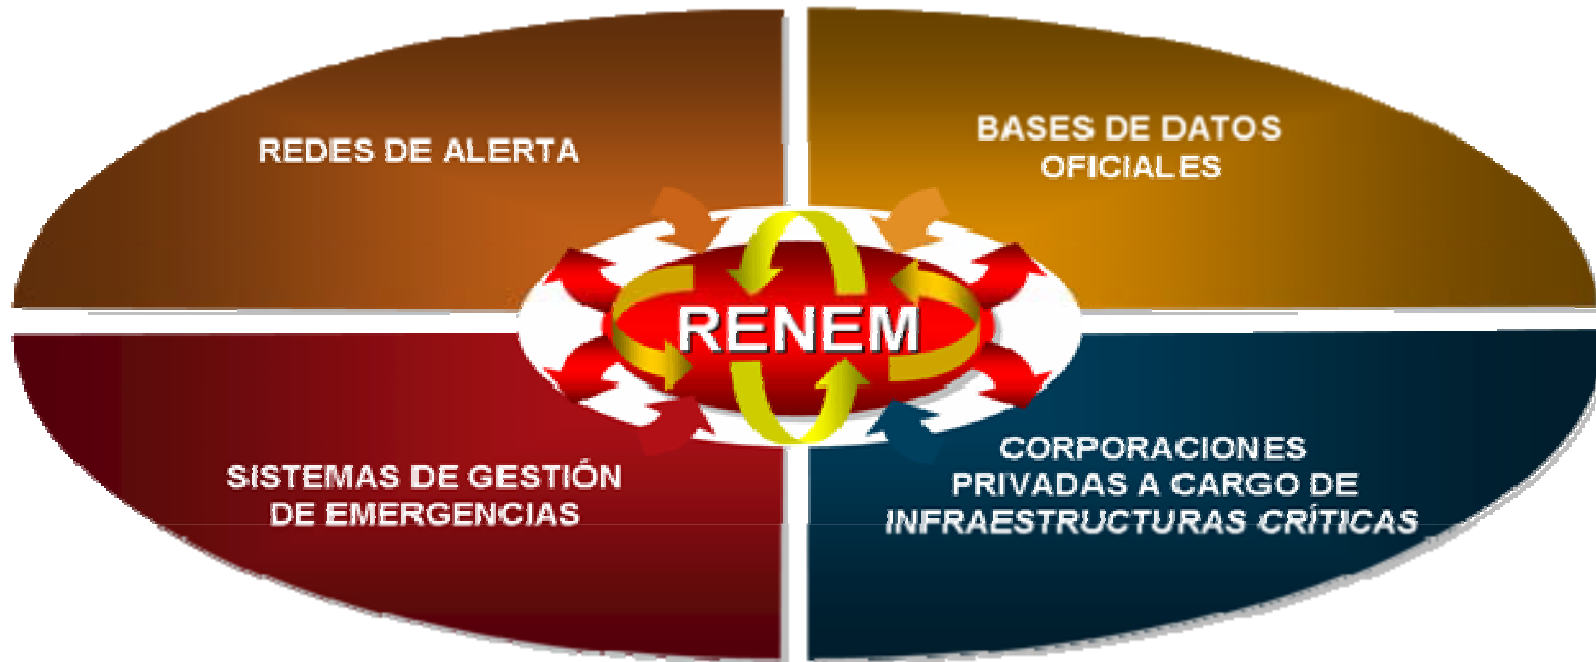 REDES DE ALERTA
BASES DE DATOS
OFICIALES
RENEM
SISTEMAS DE GESTIÓN
DE EMERGENCIAS
CORPORACIONES
PRIVADAS A CARGO DE
INFRAESTRUCTURAS CRÍTICAS